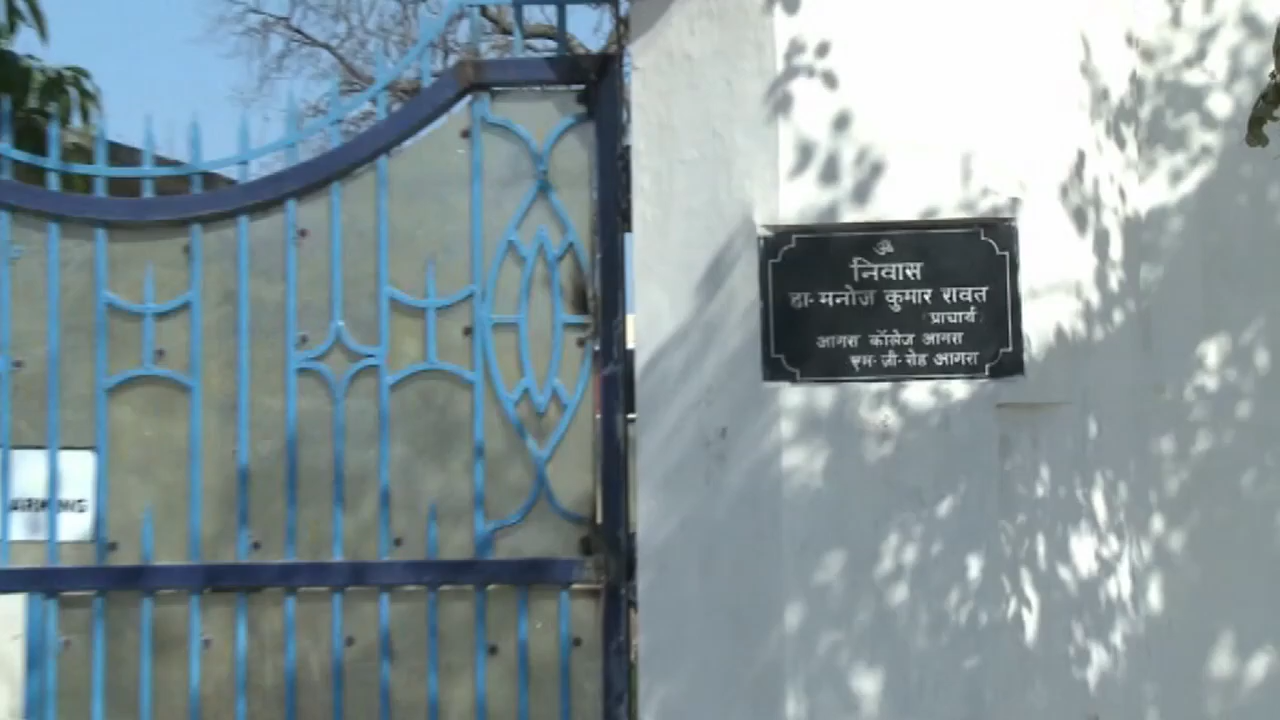 ॐ
निवास
डा॰ मनोज कुमार रावत
(प्राचार्य)
आगरा कॉलेज आगरा
एम॰ जी॰ रोड आगरा